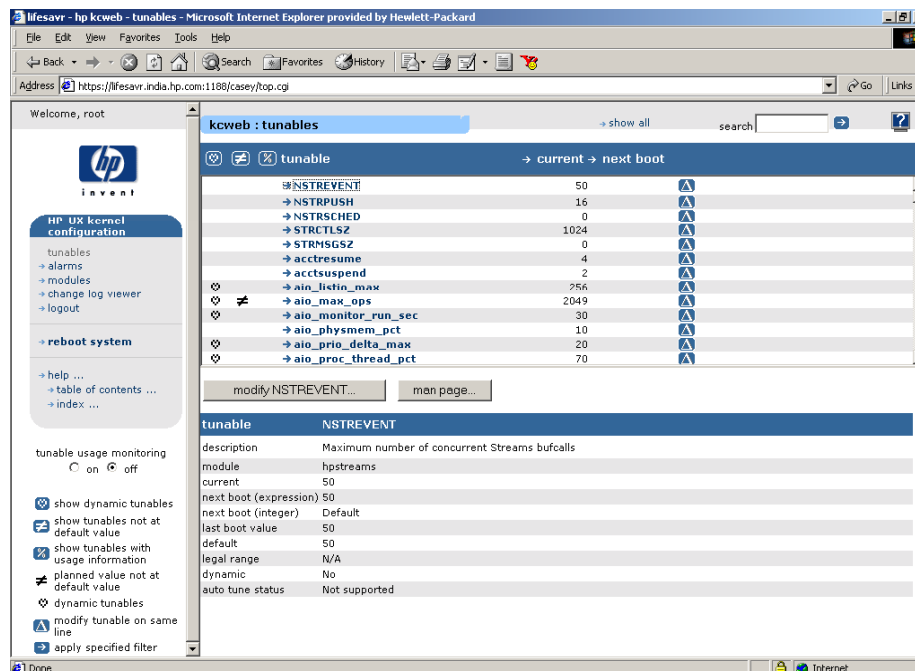 lifesavr - hp kcweb - tunables - Microsoft Internet Explorer provided by Hewlett-Packard
File Edit View Favorites Tools Help
Back Search Favorites History
Address https://lifesavr.india.hp.com:1188/casey/top.cgi Go Links
Welcome, root
hp
invent
HP UX kernel
configuration
tunables
alarms
modules
change log viewer
logout
reboot system
help ...
table of contents ...
index ...
tunable usage monitoring
on off
show dynamic tunables
show tunables not at
default value
show tunables with
usage information
planned value not at
default value
dynamic tunables
modify tunable on same
line
apply specified filter
kcweb : tunables show all search
tunable current next boot
NSTREVENT 50
NSTRPUSH 16
NSTRSCHED 0
STRCTLSZ 1024
STRMSGSZ 0
acctresume 4
acctsuspend 2
aio_listio_max 256
aio_max_ops 2049
aio_monitor_run_sec 30
aio_physmem_pct 10
aio_prio_delta_max 20
aio_proc_thread_pct 70
modify NSTREVENT... man page...
tunable NSTREVENT
description Maximum number of concurrent Streams bufcalls
module hpstreams
current 50
next boot (expression) 50
next boot (integer) Default
last boot value 50
default 50
legal range N/A
dynamic No
auto tune status Not supported
Done Internet